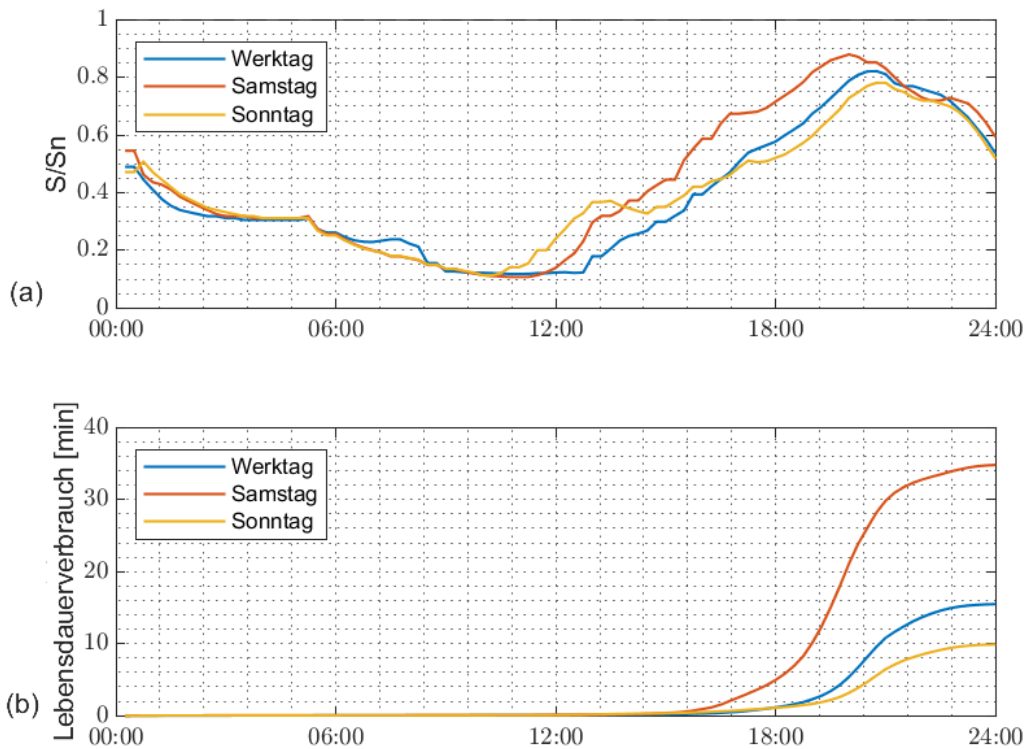 1
0.8
0.6
0.4
0.2
0
S/Sn
Werktag
Samstag
Sonntag
(a)
00:00 06:00 12:00 18:00 24:00
40
30
20
10
0
Lebensdauerverbrauch [min]
Werktag
Samstag
Sonntag
(b)
00:00 06:00 12:00 18:00 24:00